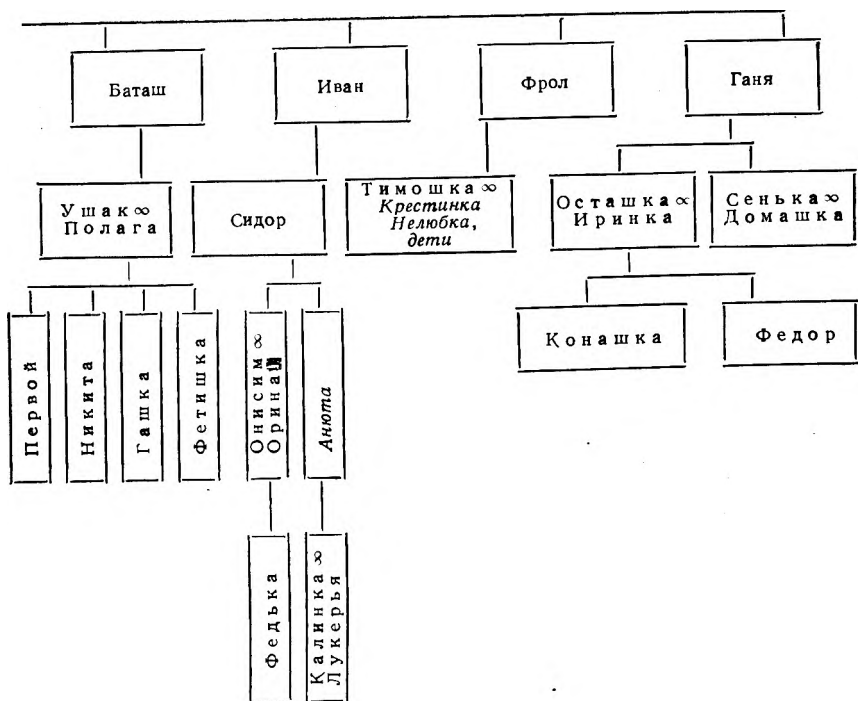 Баташ
Иван
Фрол
Ганя
Ушак∞
Полага
Сидор
Тимошка∞
Крестинка
Нелюбка,
дети
Осташка∝
Иринка
Сенька∞
Домашка
Конашка
Федор
Первой
Никита
Гашка
Фетишка
Онисим∞
Орина
Анюта
Федька
Калинка∞
Лукерья